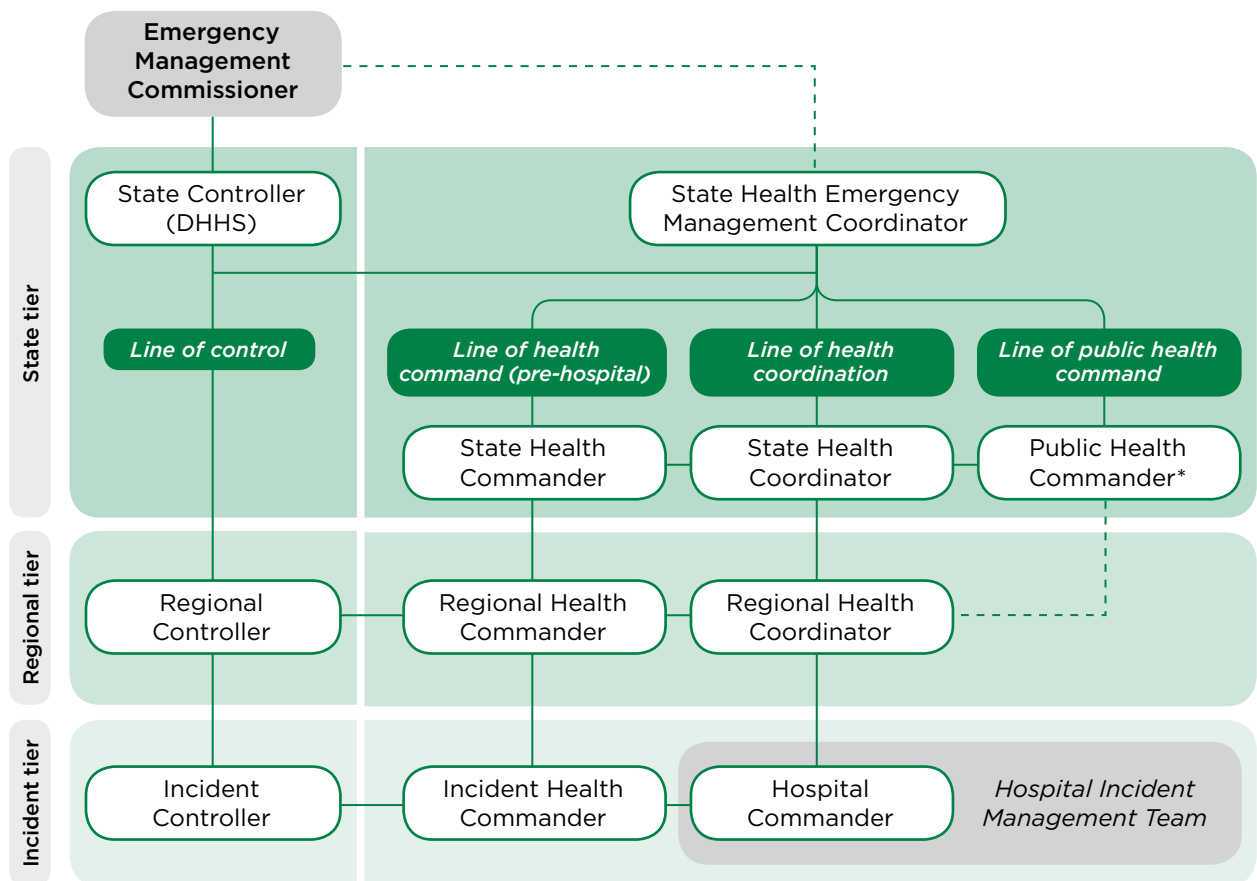 Emergency
Management
Commissioner
State tier
State Controller
(DHHS)
State Health Emergency
Management Coordinator
Line of control
Line of health
command (pre-hospital)
Line of health
coordination
Line of public health
command
State Health
Commander
State Health
Coordinator
Public Health
Commander*
Regional tier
Regional
Controller
Regional Health
Commander
Regional Health
Coordinator
Incident tier
Incident
Controller
Incident Health
Commander
Hospital
Commander
Hospital Incident
Management Team